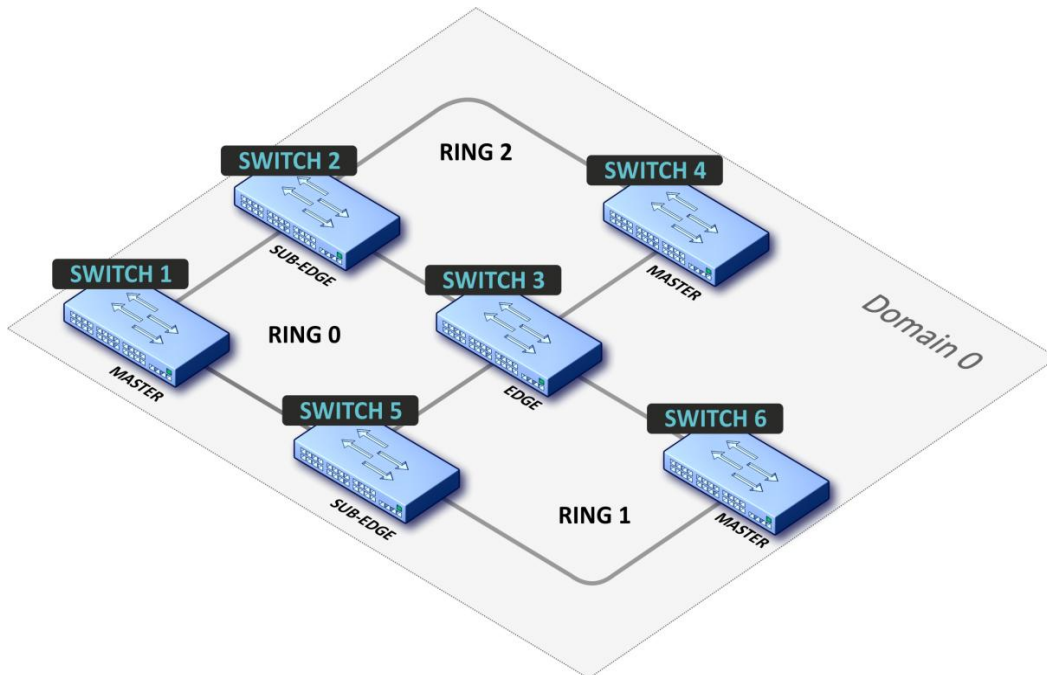 RING 2
SWITCH 2
SWITCH 4
SUB-EDGE
MASTER
SWITCH 1
SWITCH 3
Domain 0
RING 0
MASTER
EDGE
SWITCH 5
SWITCH 6
SUB-EDGE
RING 1
MASTER